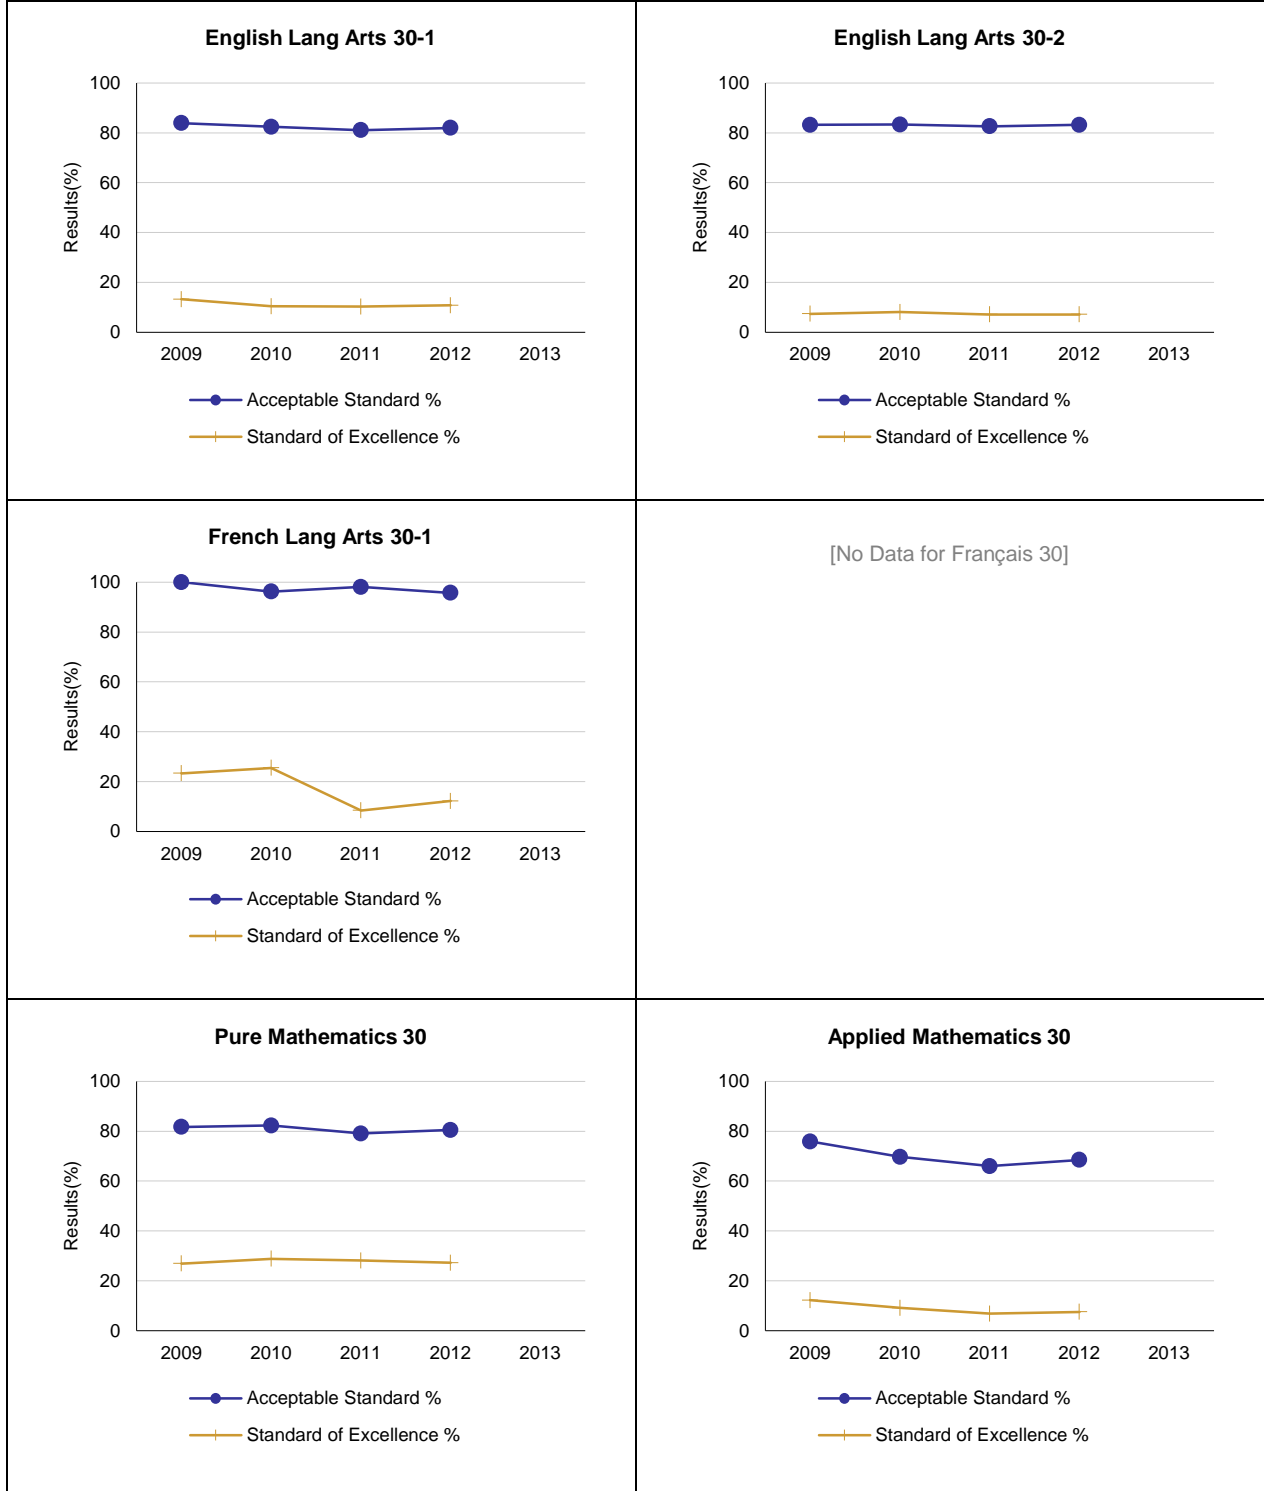 English Lang Arts 30-1
100
80
60
40
20
0
Results(%)
2009 2010 2011 2012 2013
Acceptable Standard %
Standard of Excellence %
English Lang Arts 30-2
100
80
60
40
20
0
Results(%)
2009 2010 2011 2012 2013
Acceptable Standard %
Standard of Excellence %
French Lang Arts 30-1
100
80
60
40
20
0
Results(%)
2009 2010 2011 2012 2013
Acceptable Standard %
Standard of Excellence %
[No Data for Français 30]
Pure Mathematics 30
100
80
60
40
20
0
Results(%)
2009 2010 2011 2012 2013
Acceptable Standard %
Standard of Excellence %
Applied Mathematics 30
100
80
60
40
20
0
Results(%)
2009 2010 2011 2012 2013
Acceptable Standard %
Standard of Excellence %